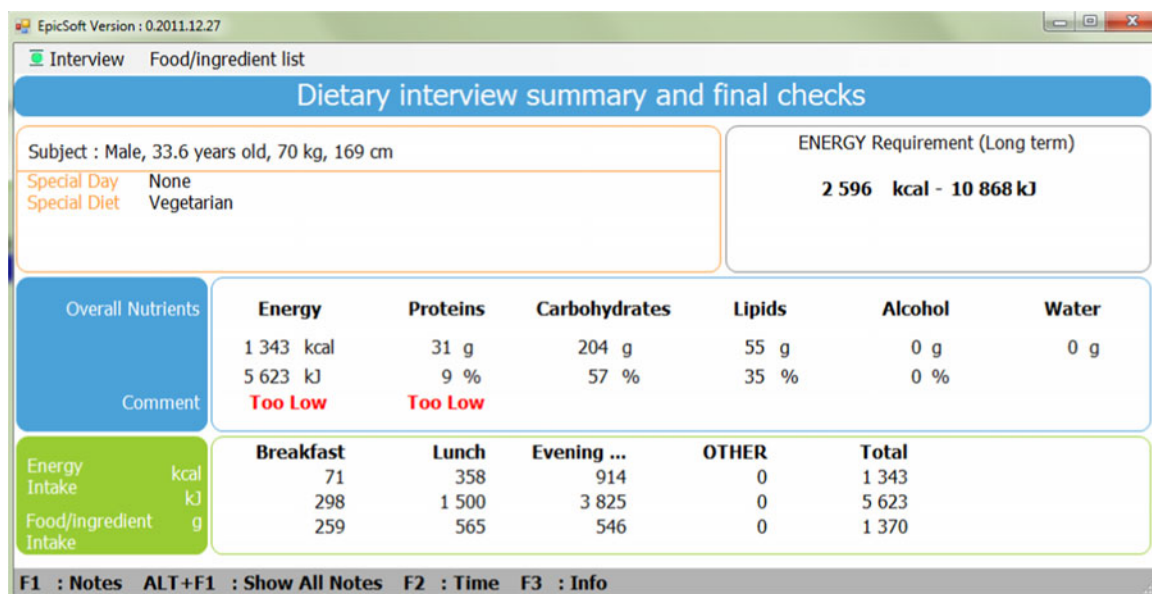 EpicSoft Version : 0.2011.12.27
Interview Food/ingredient list
Dietary interview summary and final checks
Subject : Male, 33.6 years old, 70 kg, 169 cm
Special Day None
Special Diet Vegetarian
ENERGY Requirement (Long term)
2 596 kcal - 10 868 kJ
Overall Nutrients Energy Proteins Carbohydrates Lipids Alcohol Water
1 343 kcal 31 g 204 g 55 g 0 g 0 g
5 623 kJ 9 % 57 % 35 % 0 %
Comment Too Low Too Low
Breakfast Lunch Evening ... OTHER Total
Energy Intake kcal 71 358 914 0 1 343
kJ 298 1 500 3 825 0 5 623
Food/ingredient Intake g 259 565 546 0 1 370
F1 : Notes ALT+F1 : Show All Notes F2 : Time F3 : Info